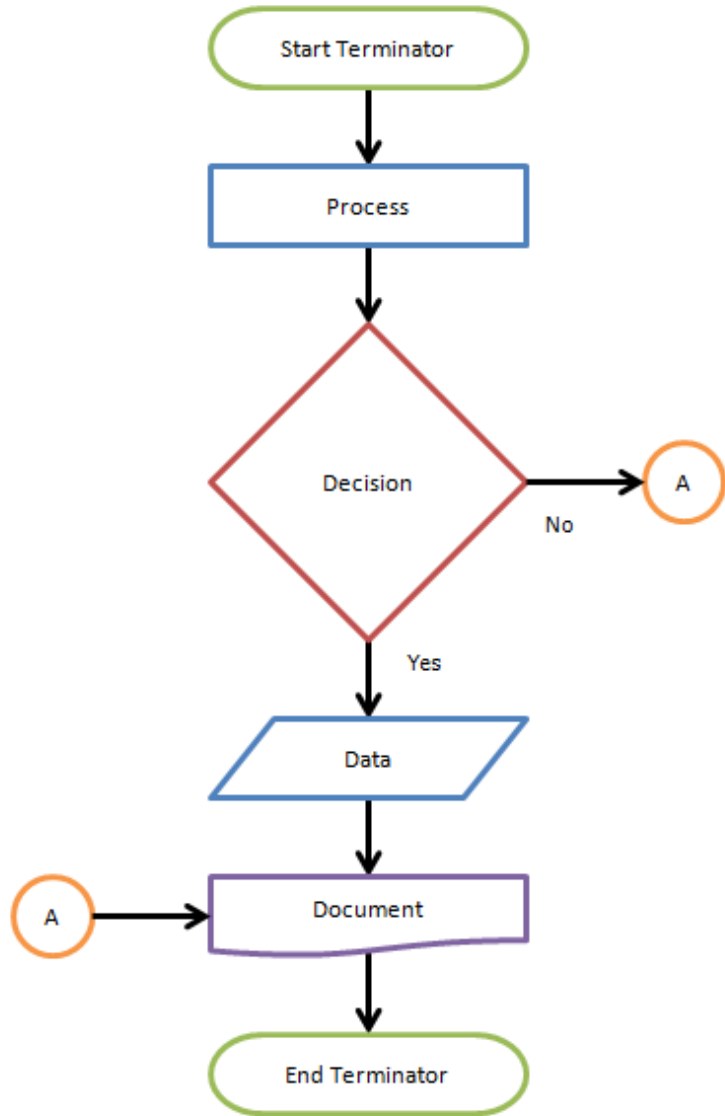 Start Terminator
Process
Decision
A
No
Yes
Data
A
Document
End Terminator